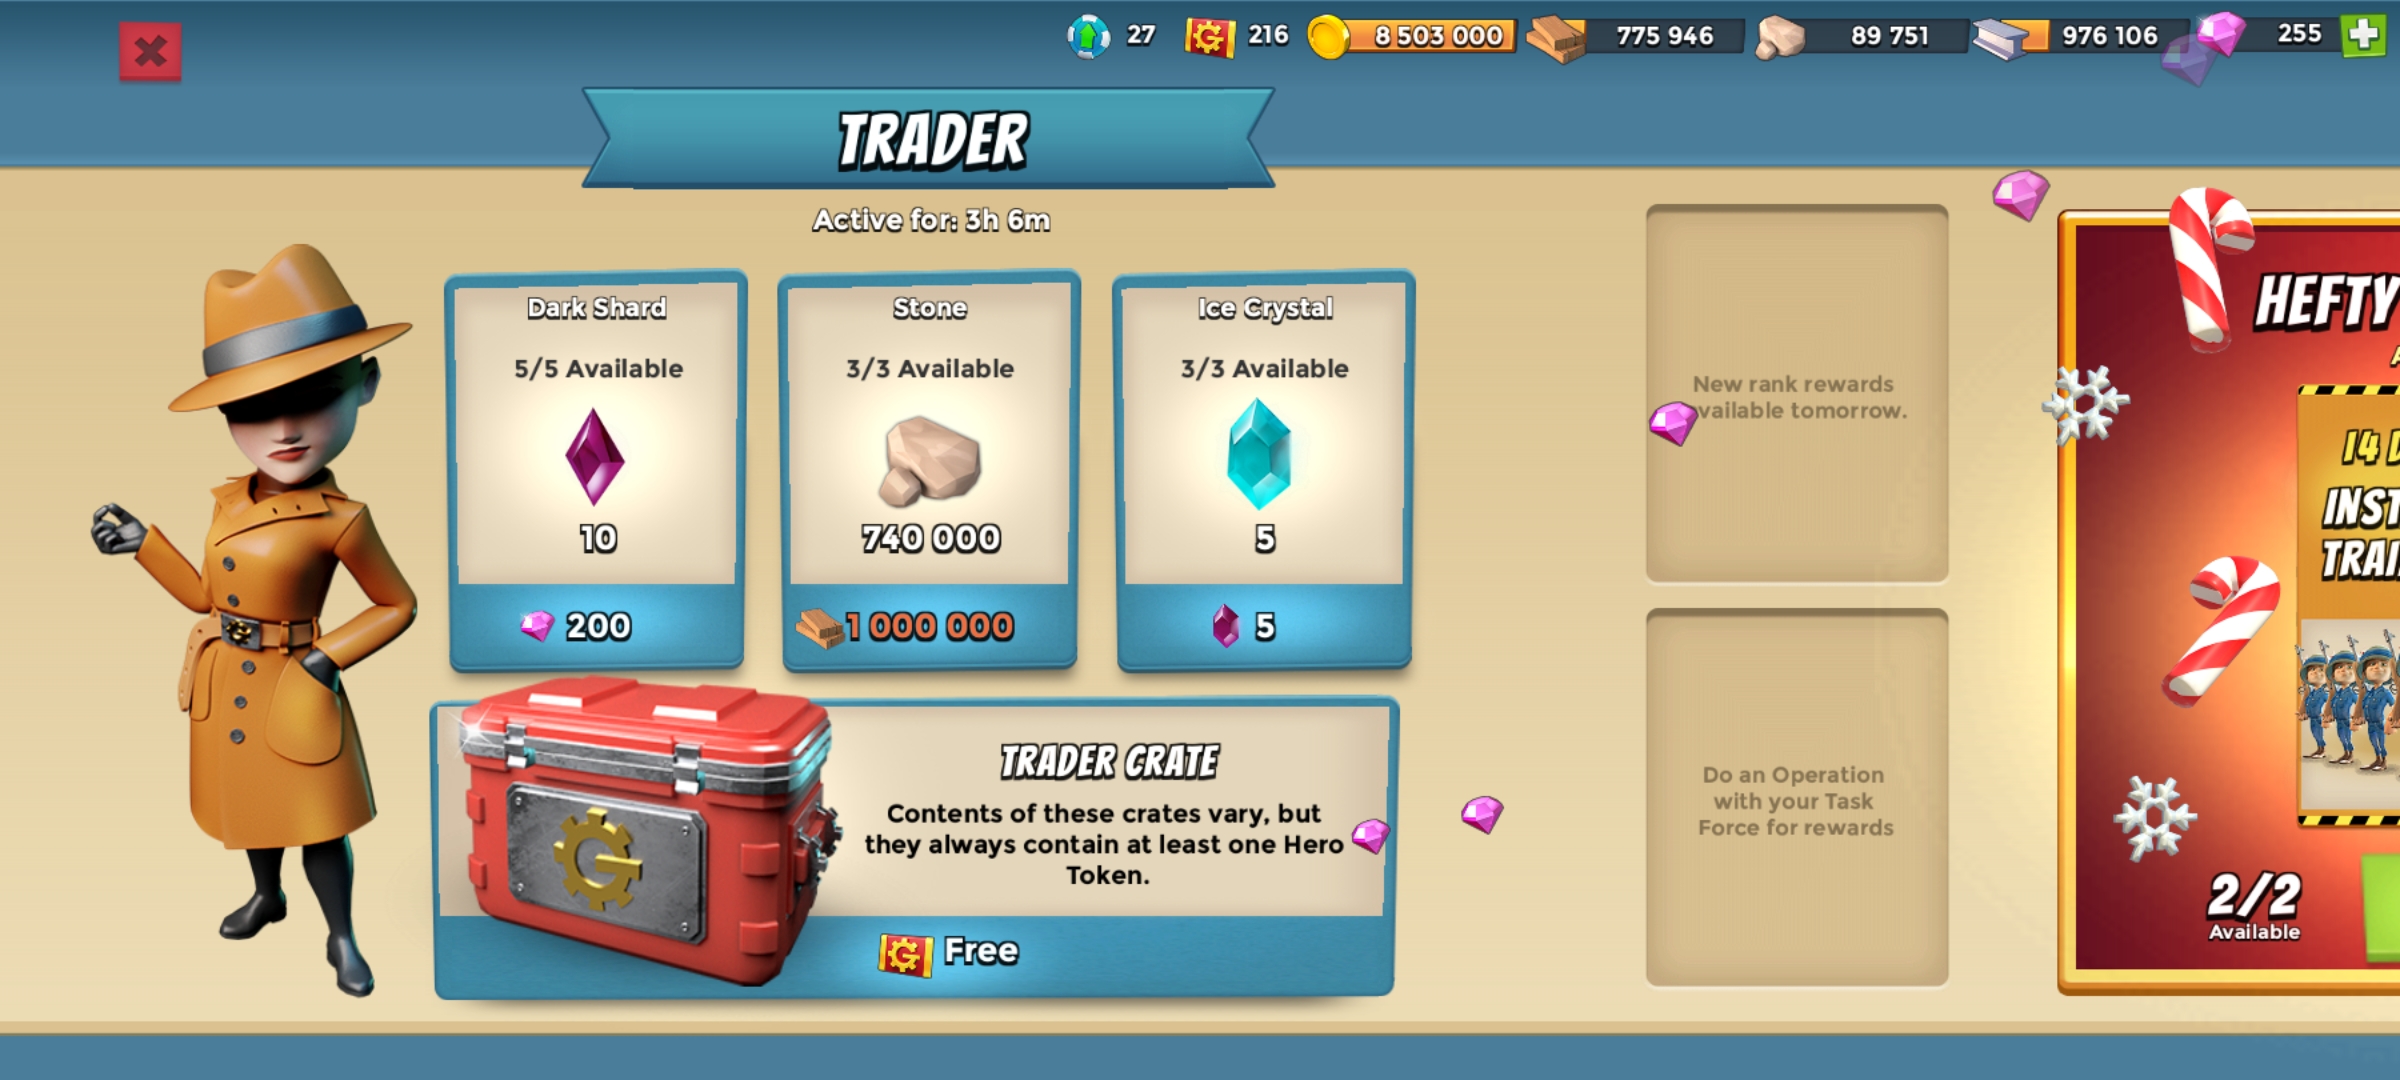 27 216 8 503 000 775 946 89 751 976 106 255
TRADER
Active for: 3h 6m
Dark Shard
5/5 Available
10
200
Stone
3/3 Available
740 000
1 000 000
Ice Crystal
3/3 Available
5
5
TRADER CRATE
Contents of these crates vary, but
they always contain at least one Hero
Token.
Free
New rank rewards
available tomorrow.
Do an Operation
with your Task
Force for rewards
HEFTY
14 D
INST
TRAI
2/2
Available